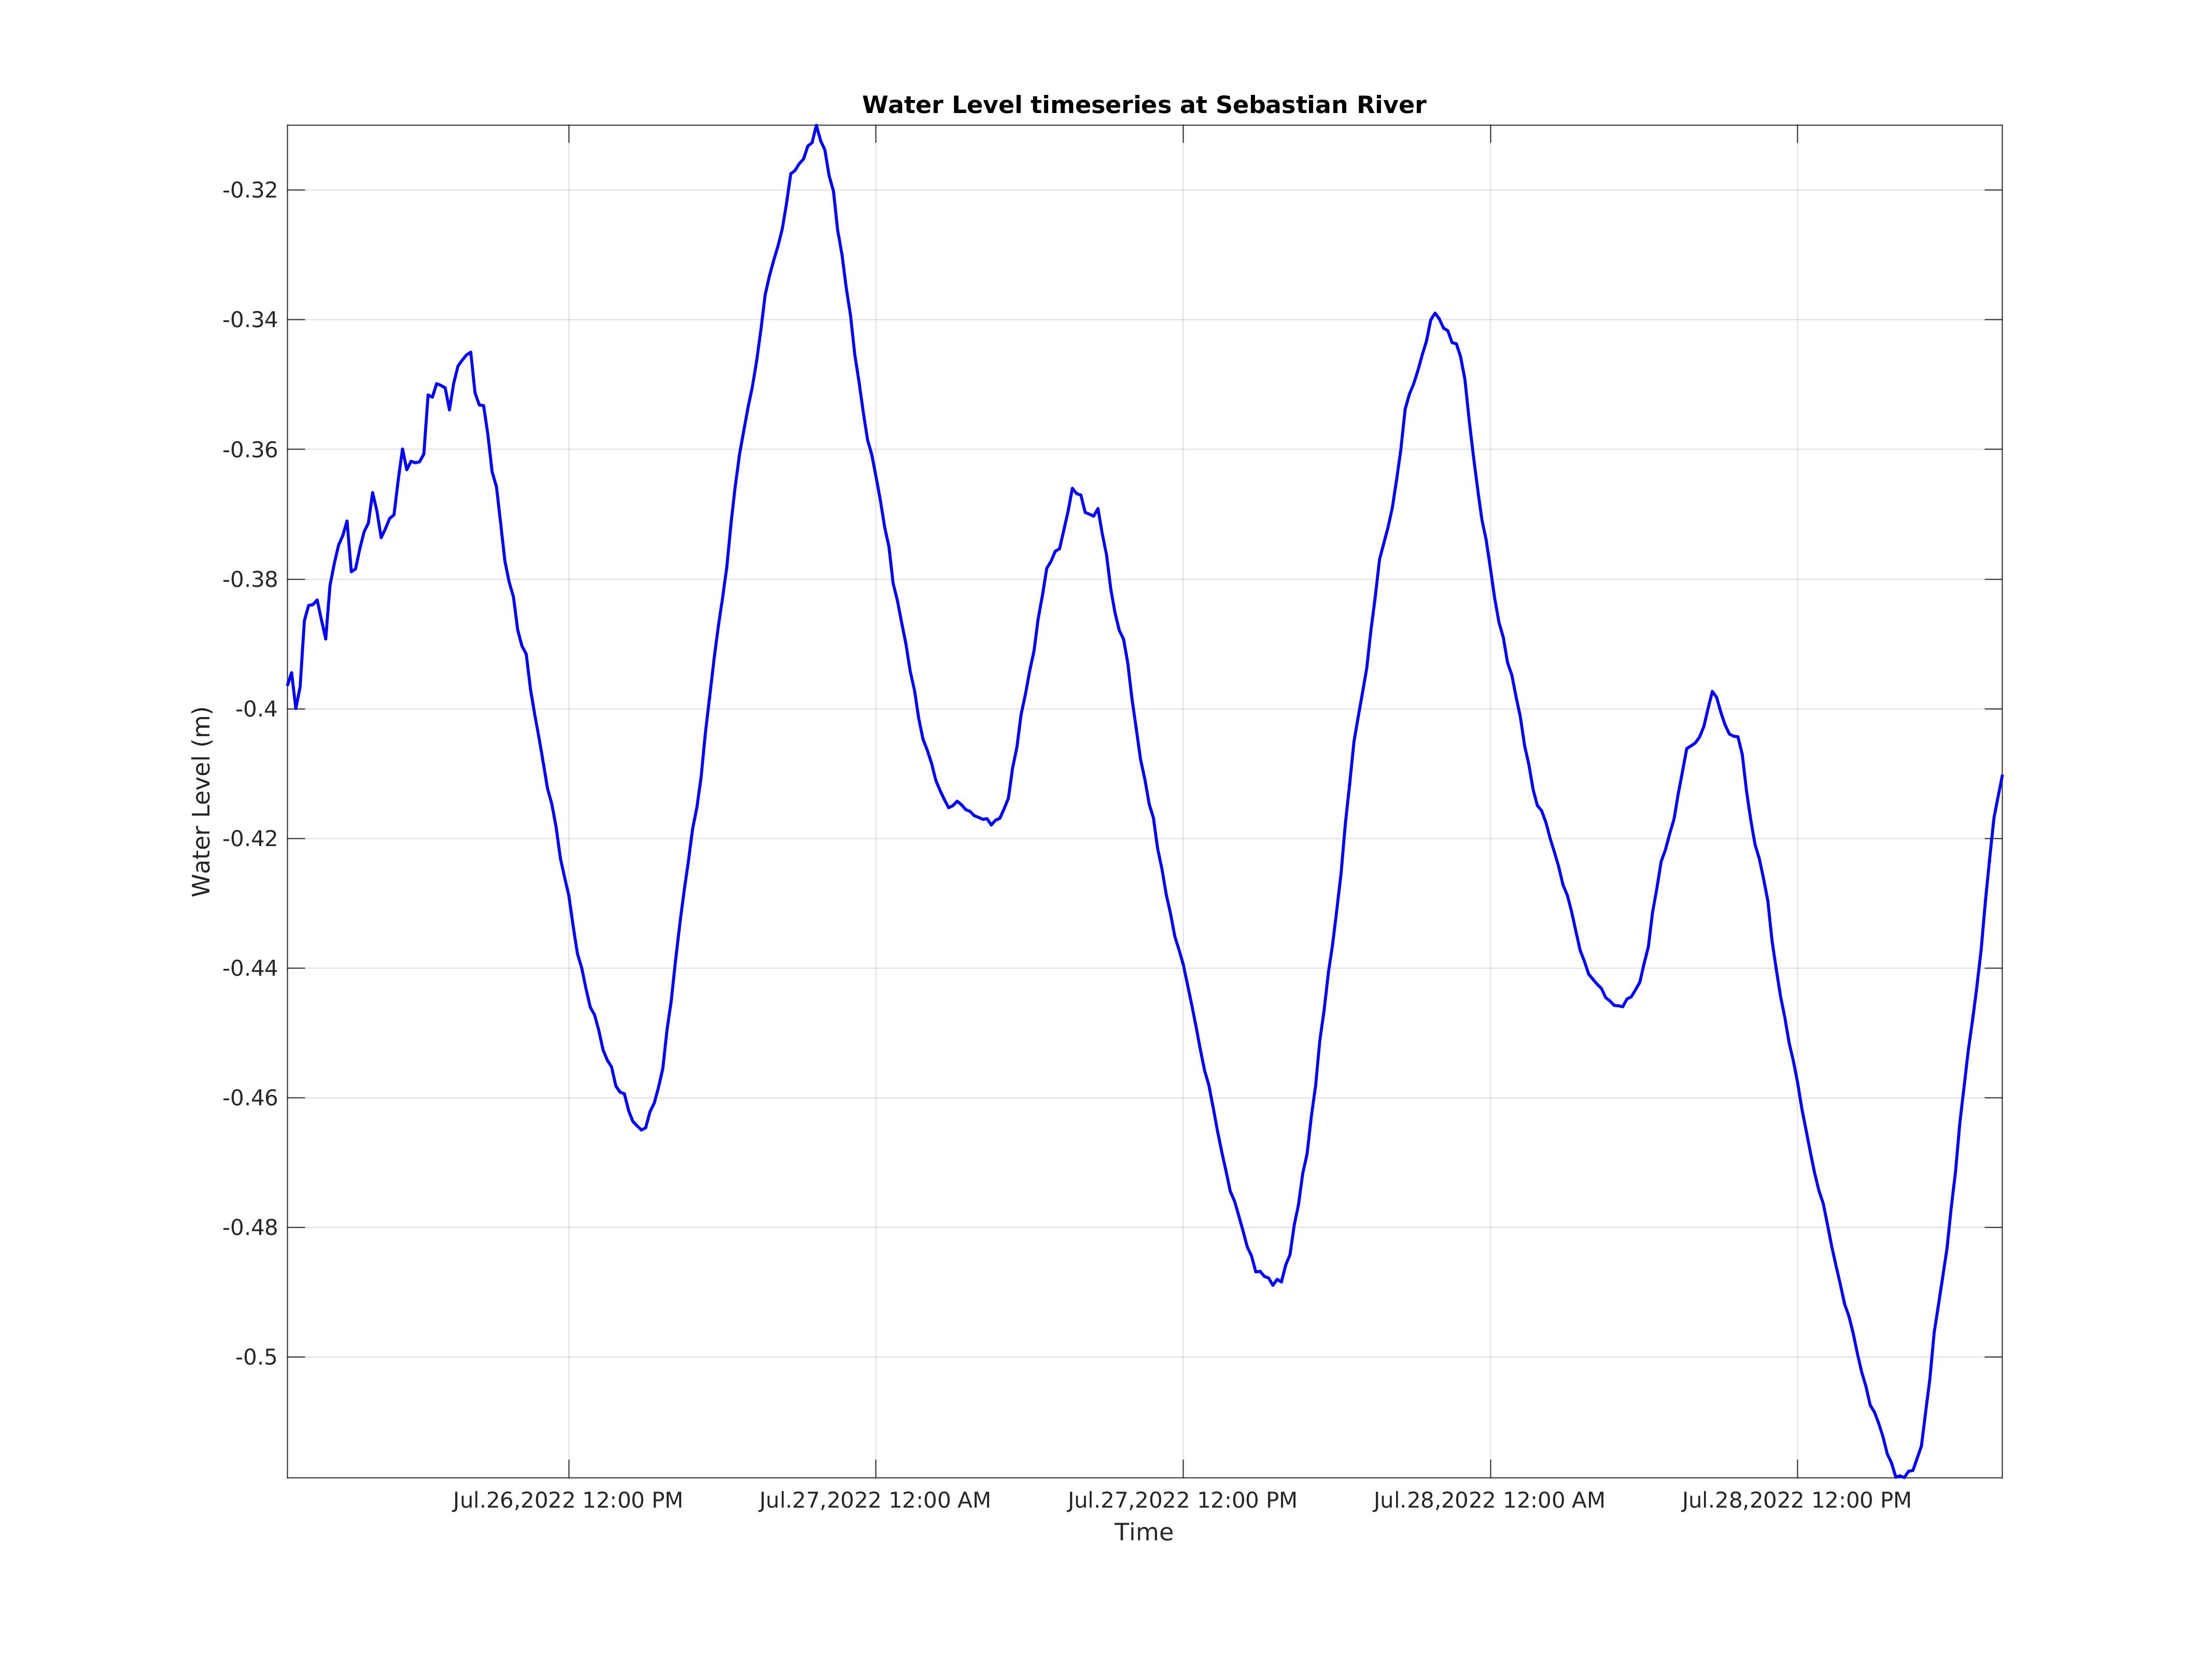 Water Level timeseries at Sebastian River
-0.32
-0.34
-0.36
-0.38
-0.4
-0.42
-0.44
-0.46
-0.48
-0.5
Water Level (m)
Jul.26,2022 12:00 PM
Jul.27,2022 12:00 AM
Jul.27,2022 12:00 PM
Jul.28,2022 12:00 AM
Jul.28,2022 12:00 PM
Time